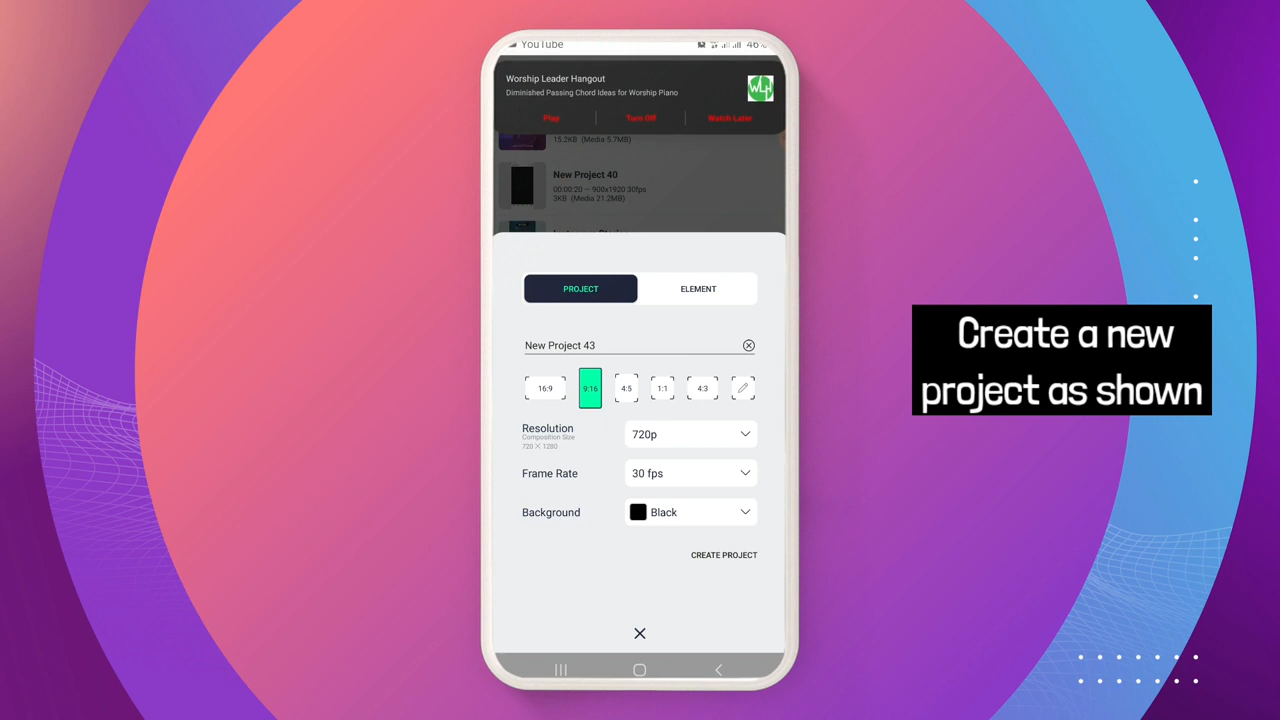 YouTube 46%
Worship Leader Hangout
Diminished Passing Chord Ideas for Worship Piano
WLH
Play Turn Off Watch Later
15.2KB (Media 5.7MB)
New Project 40
00:00:20 — 900x1920 30fps
3KB (Media 21.2MB)
PROJECT ELEMENT
New Project 43
16:9 9:16 4:5 1:1 4:3
Resolution 720p
Composition Size
720 X 1280
Frame Rate 30 fps
Background Black
CREATE PROJECT
Create a new
project as shown